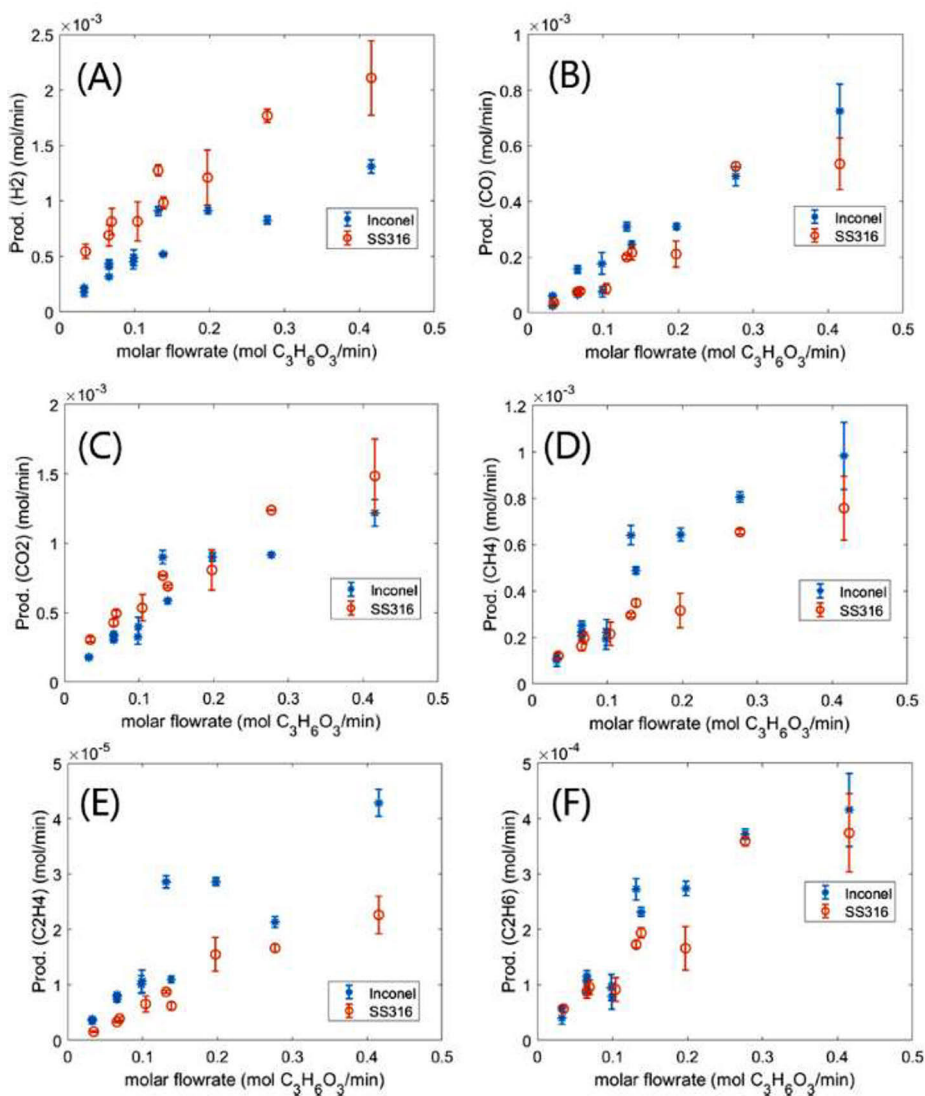 ×10⁻³
(A)
Prod. (H2) (mol/min)
2.5
2
1.5
1
0.5
0
Inconel
SS316
0 0.1 0.2 0.3 0.4 0.5
molar flowrate (mol C₃H₆O₃/min)
×10⁻³
(B)
Prod. (CO) (mol/min)
1
0.8
0.6
0.4
0.2
0
Inconel
SS316
0 0.1 0.2 0.3 0.4 0.5
molar flowrate (mol C₃H₆O₃/min)
×10⁻³
(C)
Prod. (CO2) (mol/min)
2
1.5
1
0.5
0
Inconel
SS316
0 0.1 0.2 0.3 0.4 0.5
molar flowrate (mol C₃H₆O₃/min)
×10⁻³
(D)
Prod. (CH4) (mol/min)
1.2
1
0.8
0.6
0.4
0.2
0
Inconel
SS316
0 0.1 0.2 0.3 0.4 0.5
molar flowrate (mol C₃H₆O₃/min)
×10⁻⁵
(E)
Prod. (C2H4) (mol/min)
5
4
3
2
1
0
Inconel
SS316
0 0.1 0.2 0.3 0.4 0.5
molar flowrate (mol C₃H₆O₃/min)
×10⁻⁴
(F)
Prod. (C2H6) (mol/min)
5
4
3
2
1
0
Inconel
SS316
0 0.1 0.2 0.3 0.4 0.5
molar flowrate (mol C₃H₆O₃/min)